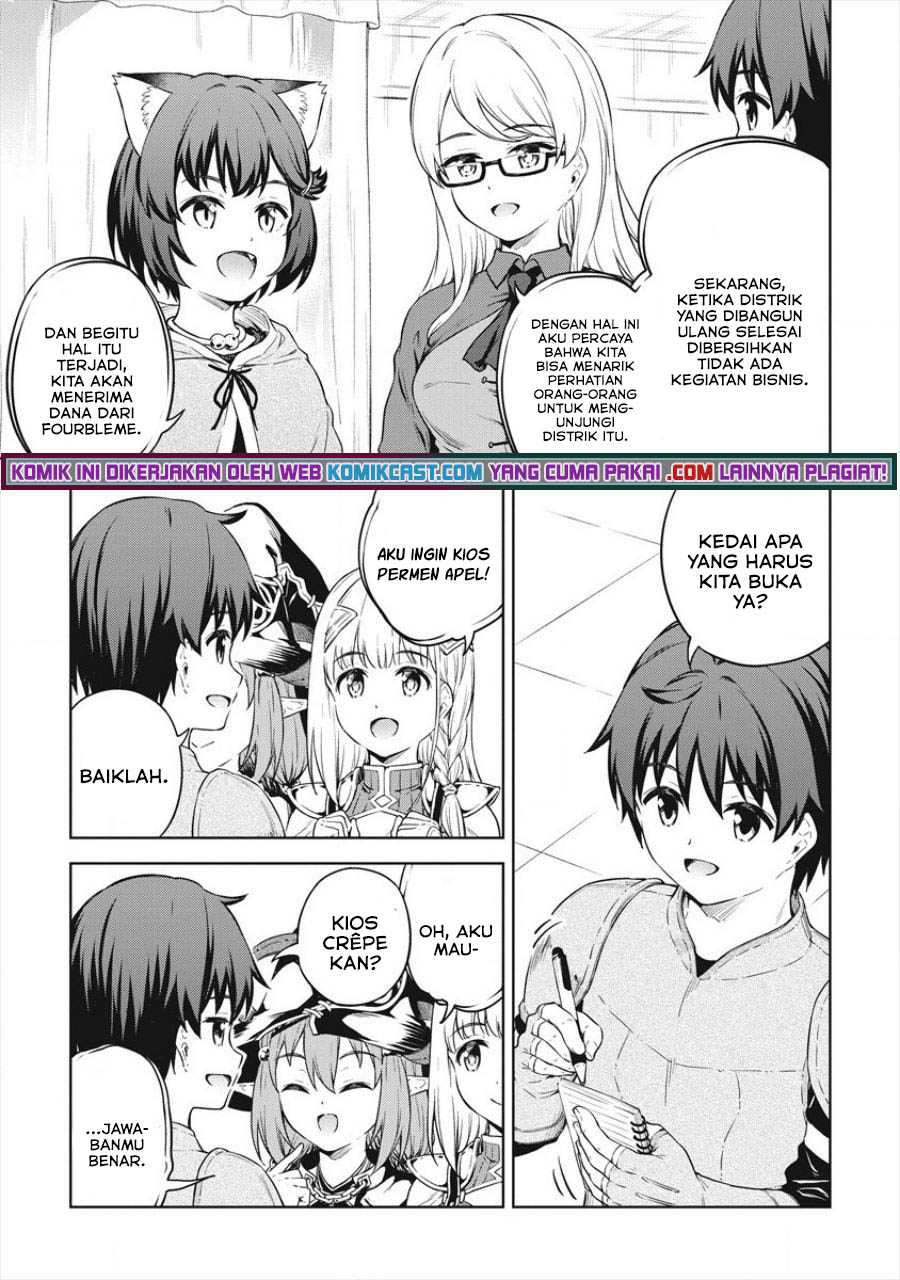 SEKARANG,
KETIKA DISTRIK
YANG DIBANGUN
ULANG SELESAI
DIBERSIHKAN
TIDAK ADA
KEGIATAN BISNIS.
DENGAN HAL INI
AKU PERCAYA
BAHWA KITA
BISA MENARIK
PERHATIAN
ORANG-ORANG
UNTUK MENG-
UNJUNGI
DISTRIK ITU.
DAN BEGITU
HAL ITU
TERJADI,
KITA AKAN
MENERIMA
DANA DARI
FOURBLEME.
KOMIK INI DIKERJAKAN OLEH WEB KOMIKCAST.COM YANG CUMA PAKAI .COM LAINNYA PLAGIAT!
KEDAI APA
YANG HARUS
KITA BUKA
YA?
AKU INGIN KIOS
PERMEN APEL!
BAIKLAH.
OH, AKU
MAU-
KIOS
CRÊPE
KAN?
...JAWA-
BANMU
BENAR.